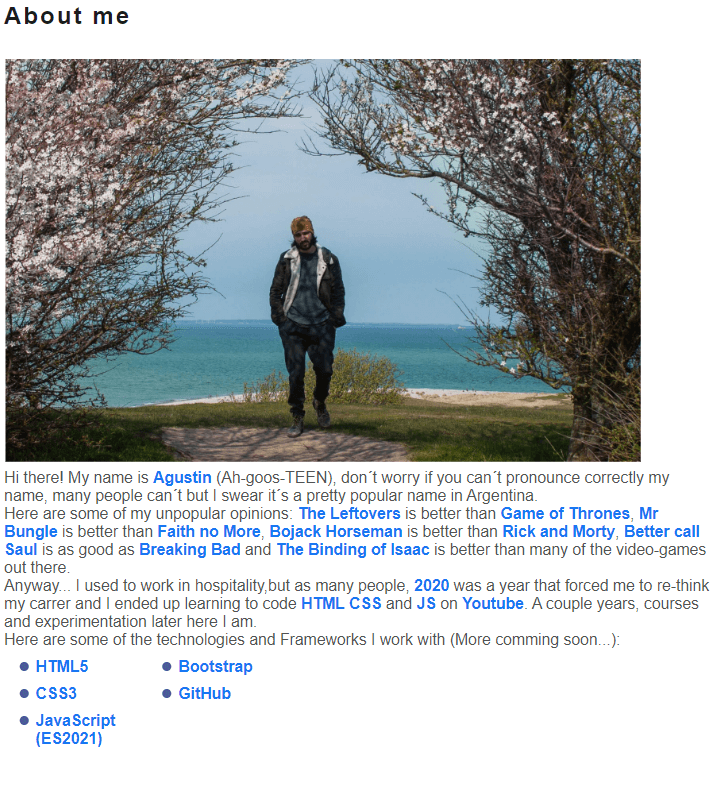 About me
Hi there! My name is Agustin (Ah-goos-TEEN), don´t worry if you can´t pronounce correctly my
name, many people can´t but I swear it´s a pretty popular name in Argentina.
Here are some of my unpopular opinions: The Leftovers is better than Game of Thrones, Mr
Bungle is better than Faith no More, Bojack Horseman is better than Rick and Morty, Better call
Saul is as good as Breaking Bad and The Binding of Isaac is better than many of the video-games
out there.
Anyway... I used to work in hospitality,but as many people, 2020 was a year that forced me to re-think
my carrer and I ended up learning to code HTML CSS and JS on Youtube. A couple years, courses
and experimentation later here I am.
Here are some of the technologies and Frameworks I work with (More comming soon...):
HTML5
CSS3
JavaScript
(ES2021)
Bootstrap
GitHub